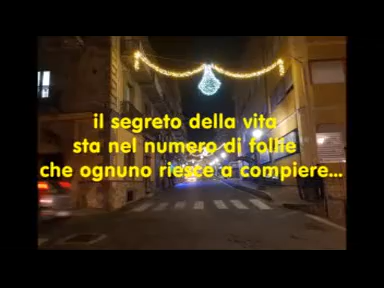 il segreto della vita
sta nel numero di follie
che ognuno riesce a compiere...